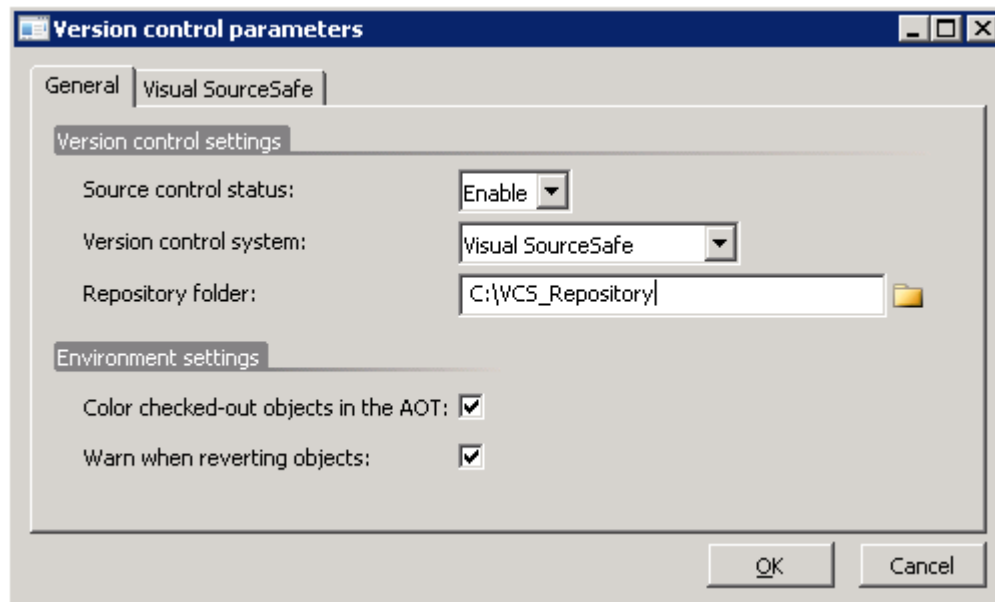 Version control parameters
General Visual SourceSafe
Version control settings
Source control status: Enable
Version control system: Visual SourceSafe
Repository folder: C:\VCS_Repository
Environment settings
Color checked-out objects in the AOT:
Warn when reverting objects:
OK Cancel